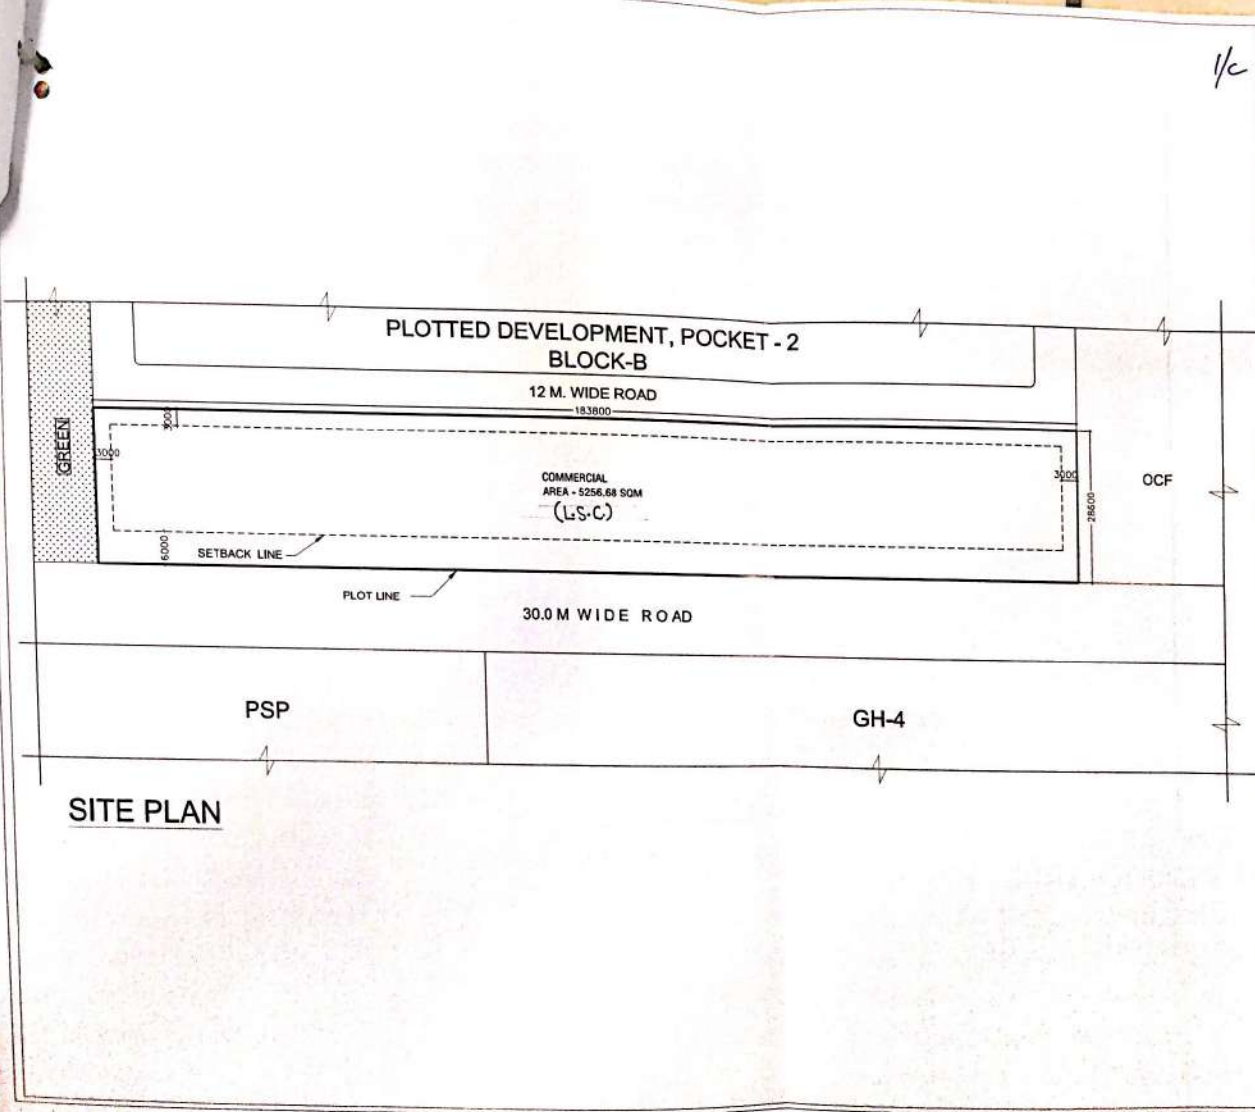 1/c
PLOTTED DEVELOPMENT, POCKET - 2
BLOCK-B
12 M. WIDE ROAD
183800
3000
GREEN
3000
COMMERCIAL
AREA - 5256.68 SQM
(L.S.C)
3000
28600
OCF
6000
SETBACK LINE
PLOT LINE
30.0 M WIDE ROAD
PSP
GH-4
SITE PLAN